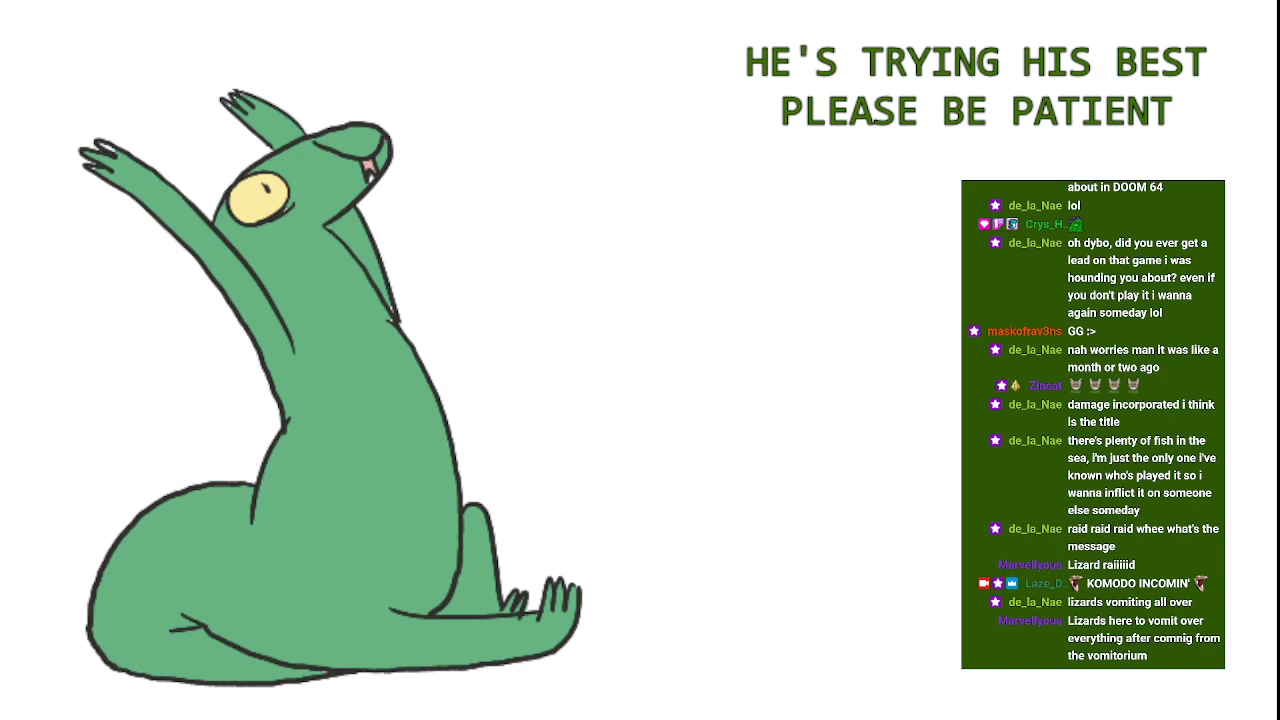 HE'S TRYING HIS BEST
PLEASE BE PATIENT
about in DOOM 64
de_la_Nae lol
Crys_H..
de_la_Nae oh dybo, did you ever get a
lead on that game i was
hounding you about? even if
you don't play it i wanna
again someday lol
maskofrav3ns GG :>
de_la_Nae nah worries man it was like a
month or two ago
Zincat
de_la_Nae damage incorporated i think
is the title
de_la_Nae there's plenty of fish in the
sea, i'm just the only one i've
known who's played it so i
wanna inflict it on someone
else someday
de_la_Nae raid raid raid whee what's the
message
Marvellyous Lizard raiiiiid
Laze_D.. KOMODO INCOMIN'
de_la_Nae lizards vomiting all over
Marvellyous Lizards here to vomit over
everything after comnig from
the vomitorium